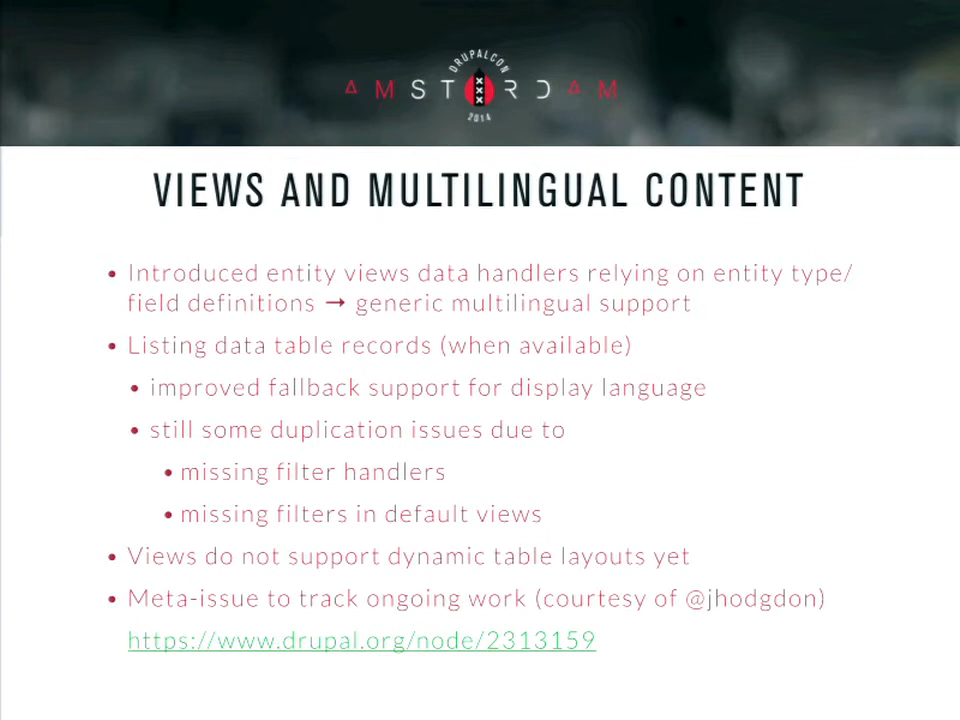 DRUPALCON
AMSTERDAM
2014
VIEWS AND MULTILINGUAL CONTENT
• Introduced entity views data handlers relying on entity type/
field definitions → generic multilingual support
• Listing data table records (when available)
• improved fallback support for display language
• still some duplication issues due to
• missing filter handlers
• missing filters in default views
• Views do not support dynamic table layouts yet
• Meta-issue to track ongoing work (courtesy of @jhodgdon)
https://www.drupal.org/node/2313159